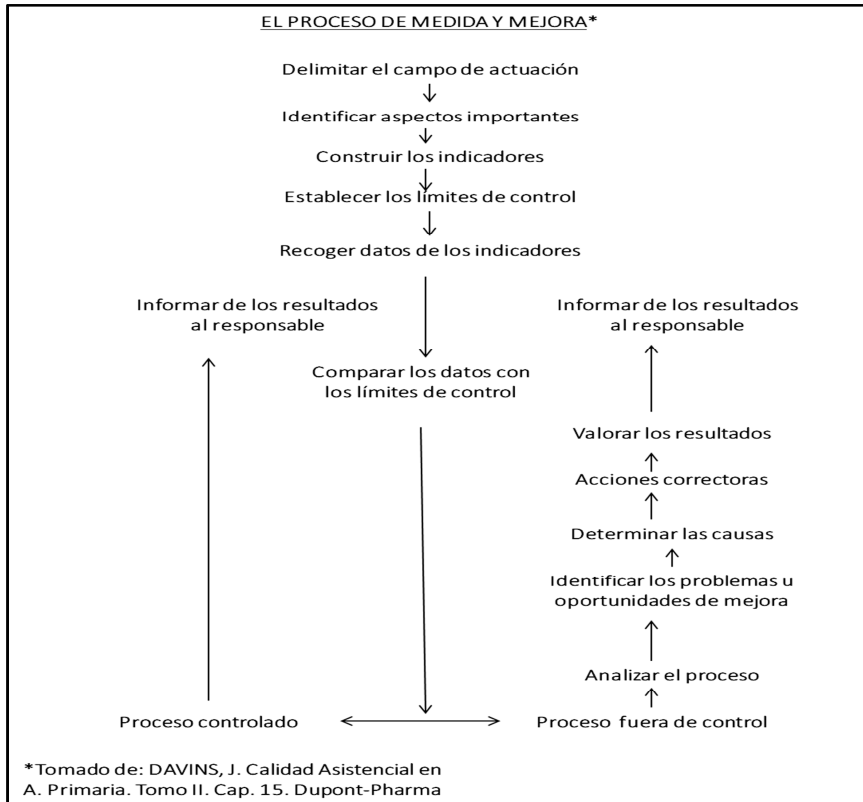 EL PROCESO DE MEDIDA Y MEJORA*
Delimitar el campo de actuación
Identificar aspectos importantes
Construir los indicadores
Establecer los límites de control
Recoger datos de los indicadores
Informar de los resultados
al responsable
Comparar los datos con
los límites de control
Informar de los resultados
al responsable
Valorar los resultados
Acciones correctoras
Determinar las causas
Identificar los problemas u
oportunidades de mejora
Analizar el proceso
Proceso controlado
Proceso fuera de control
*Tomado de: DAVINS, J. Calidad Asistencial en
A. Primaria. Tomo II. Cap. 15. Dupont-Pharma